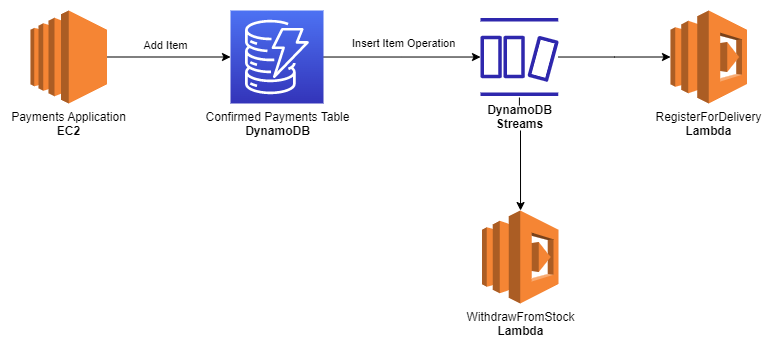 Add Item
Insert Item Operation
Payments Application
EC2
Confirmed Payments Table
DynamoDB
DynamoDB
Streams
RegisterForDelivery
Lambda
WithdrawFromStock
Lambda